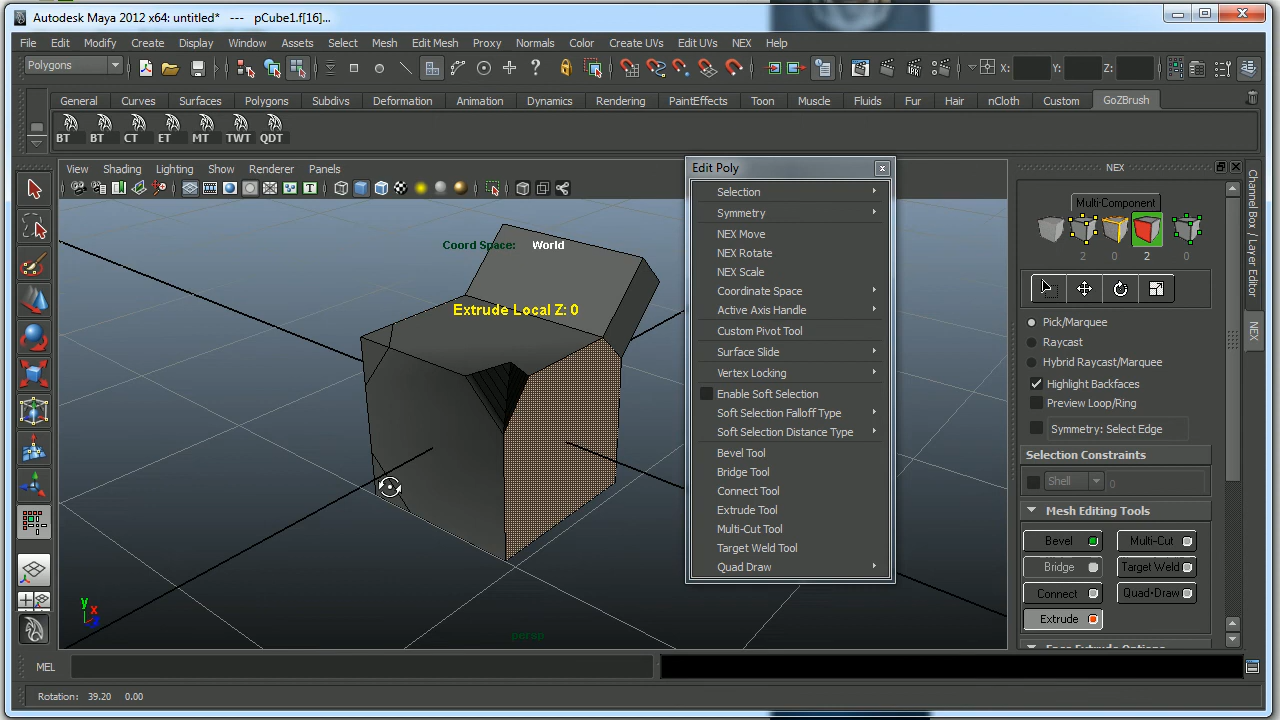 Autodesk Maya 2012 x64: untitled*   ---   pCube1.f[16]...
File Edit Modify Create Display Window Assets Select Mesh Edit Mesh Proxy Normals Color Create UVs Edit UVs NEX Help
Polygons X: Y: Z:
General Curves Surfaces Polygons Subdivs Deformation Animation Dynamics Rendering PaintEffects Toon Muscle Fluids Fur Hair nCloth Custom GoZBrush
BT BT CT ET MT TWT QDT
View Shading Lighting Show Renderer Panels
Coord Space: World
Extrude Local Z: 0
y
x
persp
Edit Poly
Selection
Symmetry
NEX Move
NEX Rotate
NEX Scale
Coordinate Space
Active Axis Handle
Custom Pivot Tool
Surface Slide
Vertex Locking
Enable Soft Selection
Soft Selection Falloff Type
Soft Selection Distance Type
Bevel Tool
Bridge Tool
Connect Tool
Extrude Tool
Multi-Cut Tool
Target Weld Tool
Quad Draw
NEX
Multi-Component
2 0 2 0
Pick/Marquee
Raycast
Hybrid Raycast/Marquee
Highlight Backfaces
Preview Loop/Ring
Symmetry: Select Edge
Selection Constraints
Shell 0
Mesh Editing Tools
Bevel Multi-Cut
Bridge Target Weld
Connect Quad-Draw
Extrude
Face Extrude Options
Channel Box / Layer Editor
NEX
MEL
Rotation: 39.20 0.00